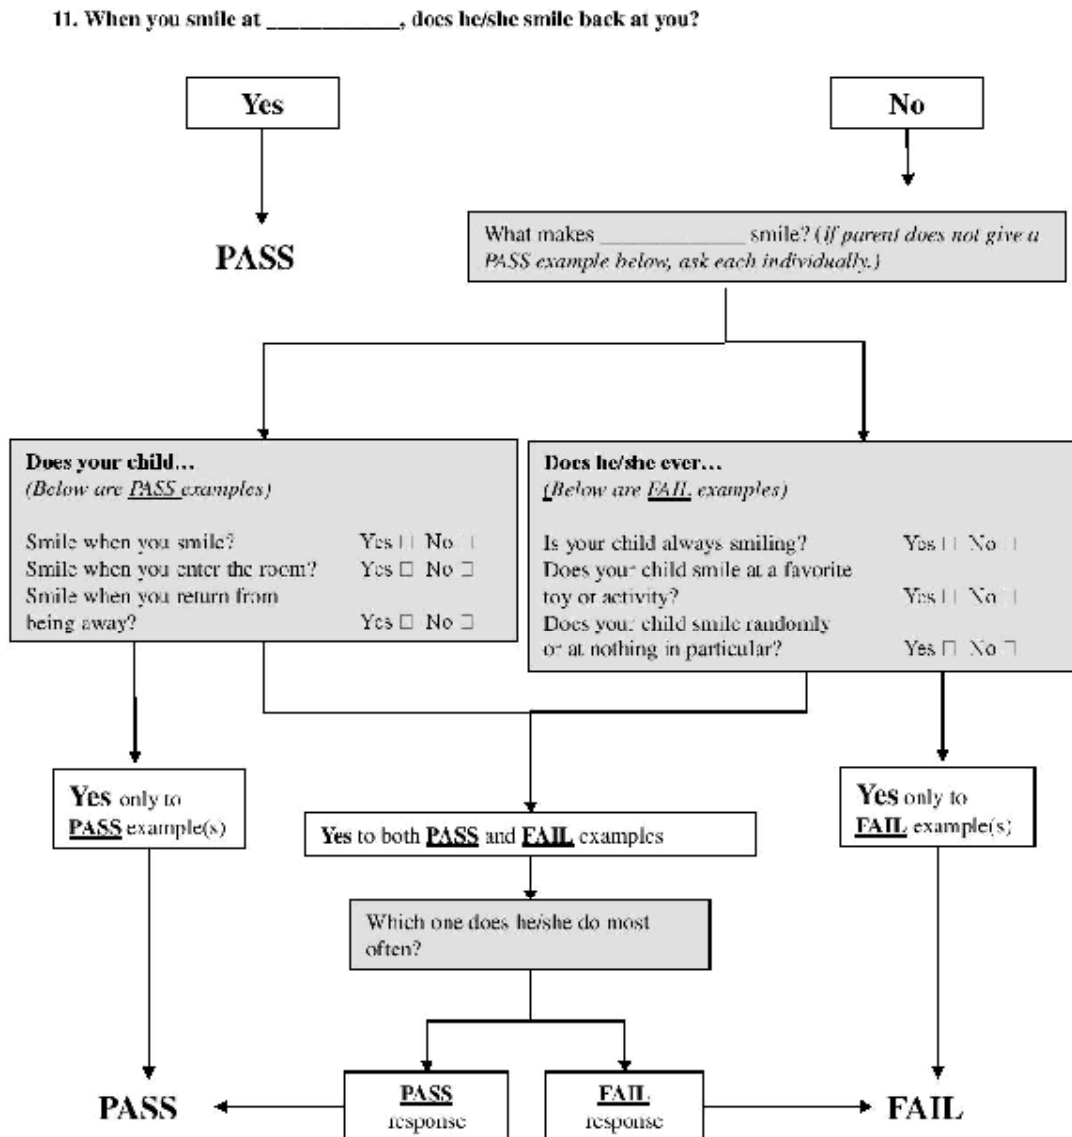 11. When you smile at ____________, does he/she smile back at you?
Yes
No
PASS
What makes _____________ smile? (If parent does not give a
PASS example below, ask each individually.)
Does your child…
(Below are PASS examples)
Smile when you smile? Yes □ No □
Smile when you enter the room? Yes □ No □
Smile when you return from
being away? Yes □ No □
Does he/she ever…
(Below are FAIL examples)
Is your child always smiling? Yes □ No □
Does your child smile at a favorite
toy or activity? Yes □ No □
Does your child smile randomly
or at nothing in particular? Yes □ No □
Yes only to
PASS example(s)
Yes to both PASS and FAIL examples
Yes only to
FAIL example(s)
Which one does he/she do most
often?
PASS
PASS
response
FAIL
response
FAIL